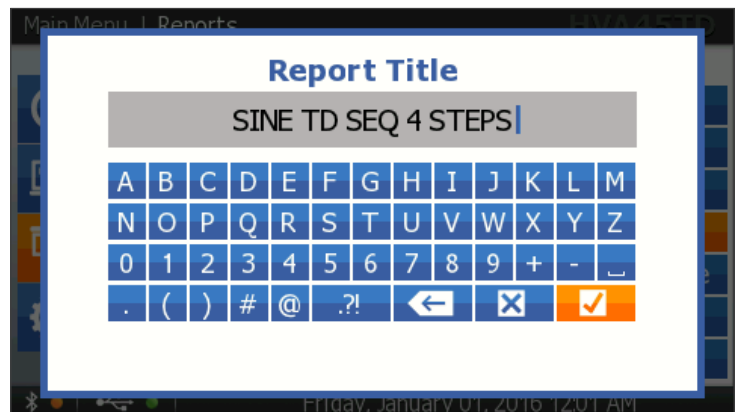 Main Menu | Reports HVA45TD
Report Title
SINE TD SEQ 4 STEPS
A B C D E F G H I J K L M
N O P Q R S T U V W X Y Z
0 1 2 3 4 5 6 7 8 9 + - ⎵
. ( ) # @ .?!
Friday, January 01, 2016 12:01 AM